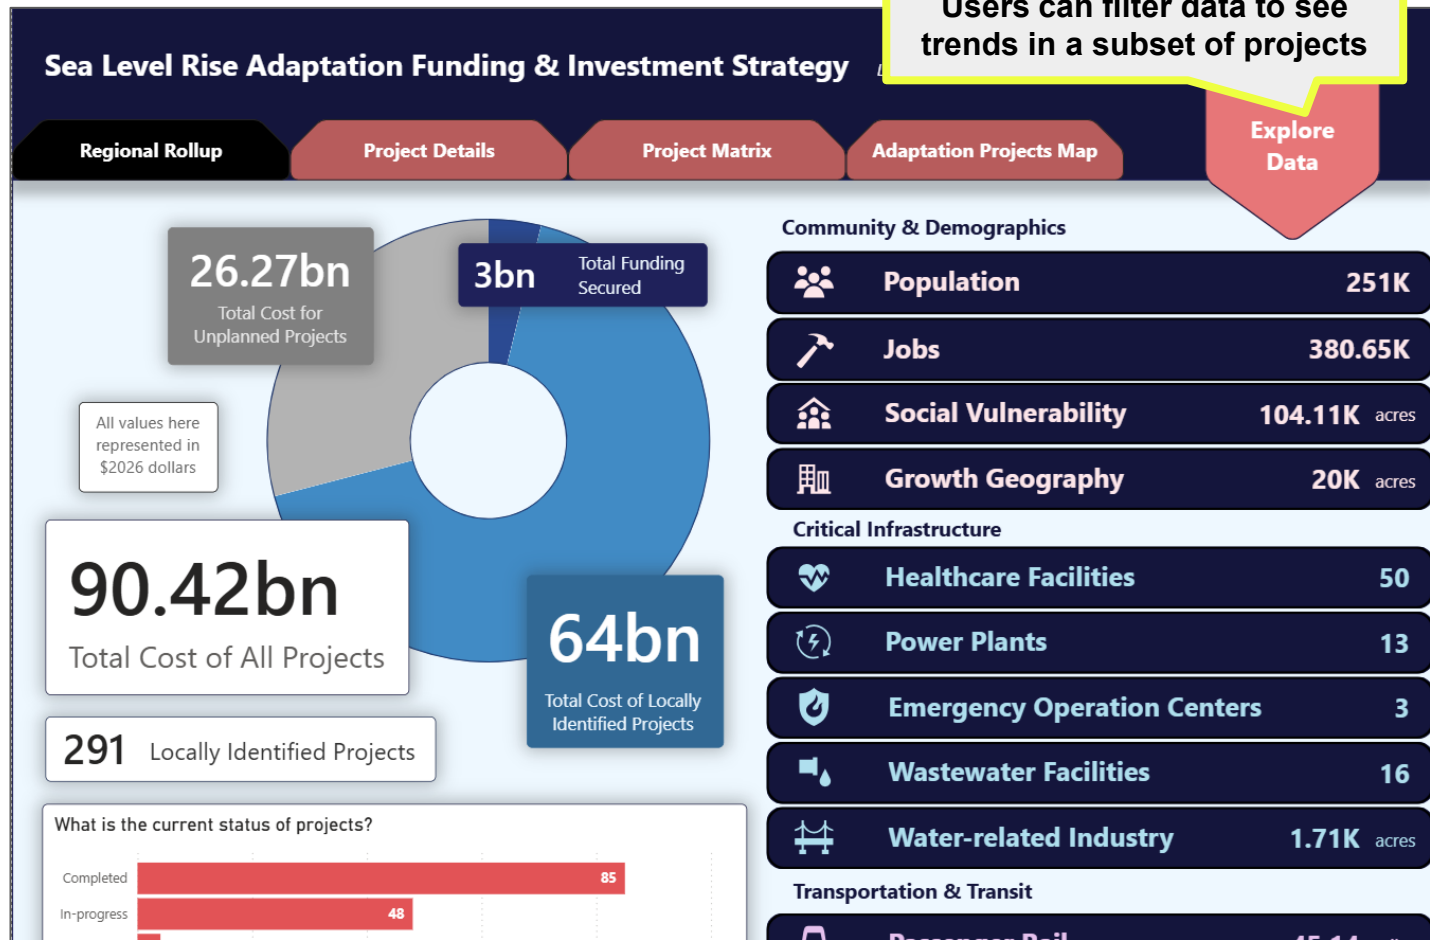 Users can filter data to see
trends in a subset of projects
Sea Level Rise Adaptation Funding & Investment Strategy
Explore
Data
Regional Rollup
Project Details
Project Matrix
Adaptation Projects Map
26.27bn
Total Cost for
Unplanned Projects
3bn
Total Funding
Secured
All values here
represented in
$2026 dollars
90.42bn
Total Cost of All Projects
64bn
Total Cost of Locally
Identified Projects
291 Locally Identified Projects
What is the current status of projects?
Completed 85
In-progress 48
Community & Demographics
Population 251K
Jobs 380.65K
Social Vulnerability 104.11K acres
Growth Geography 20K acres
Critical Infrastructure
Healthcare Facilities 50
Power Plants 13
Emergency Operation Centers 3
Wastewater Facilities 16
Water-related Industry 1.71K acres
Transportation & Transit
Passenger Rail 45.14